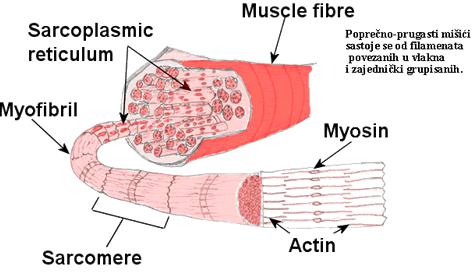 Muscle fibre
Sarcoplasmic
reticulum
Poprečno-prugasti mišići
sastoje se od filamenata
povezanih u vlakna
i zajednički grupisanih.
Myofibril
Myosin
Actin
Sarcomere